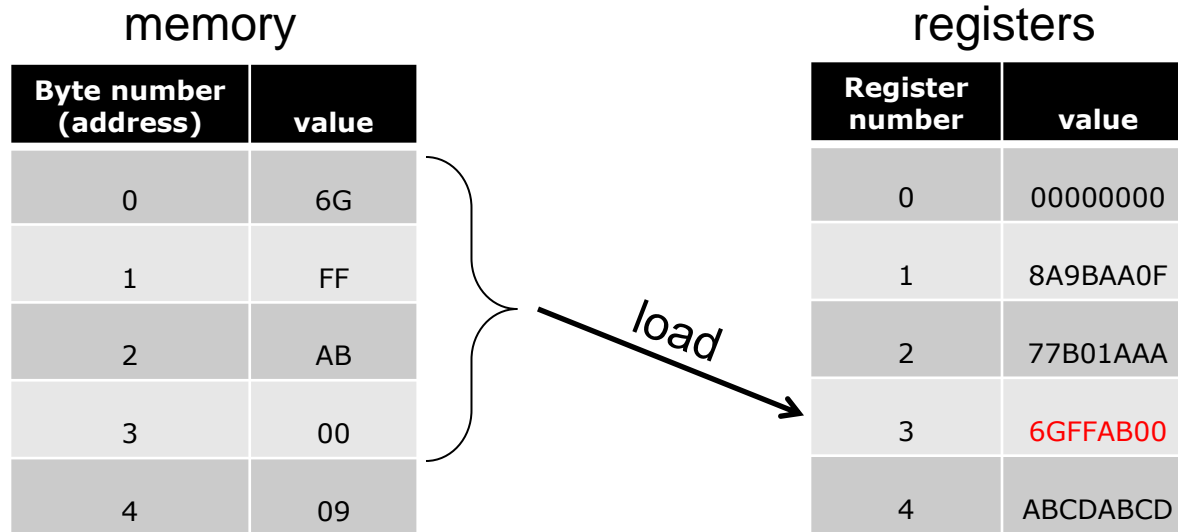 memory
Byte number (address) value
0 6G
1 FF
2 AB
3 00
4 09
load
registers
Register number value
0 00000000
1 8A9BAA0F
2 77B01AAA
3 6GFFAB00
4 ABCDABCD